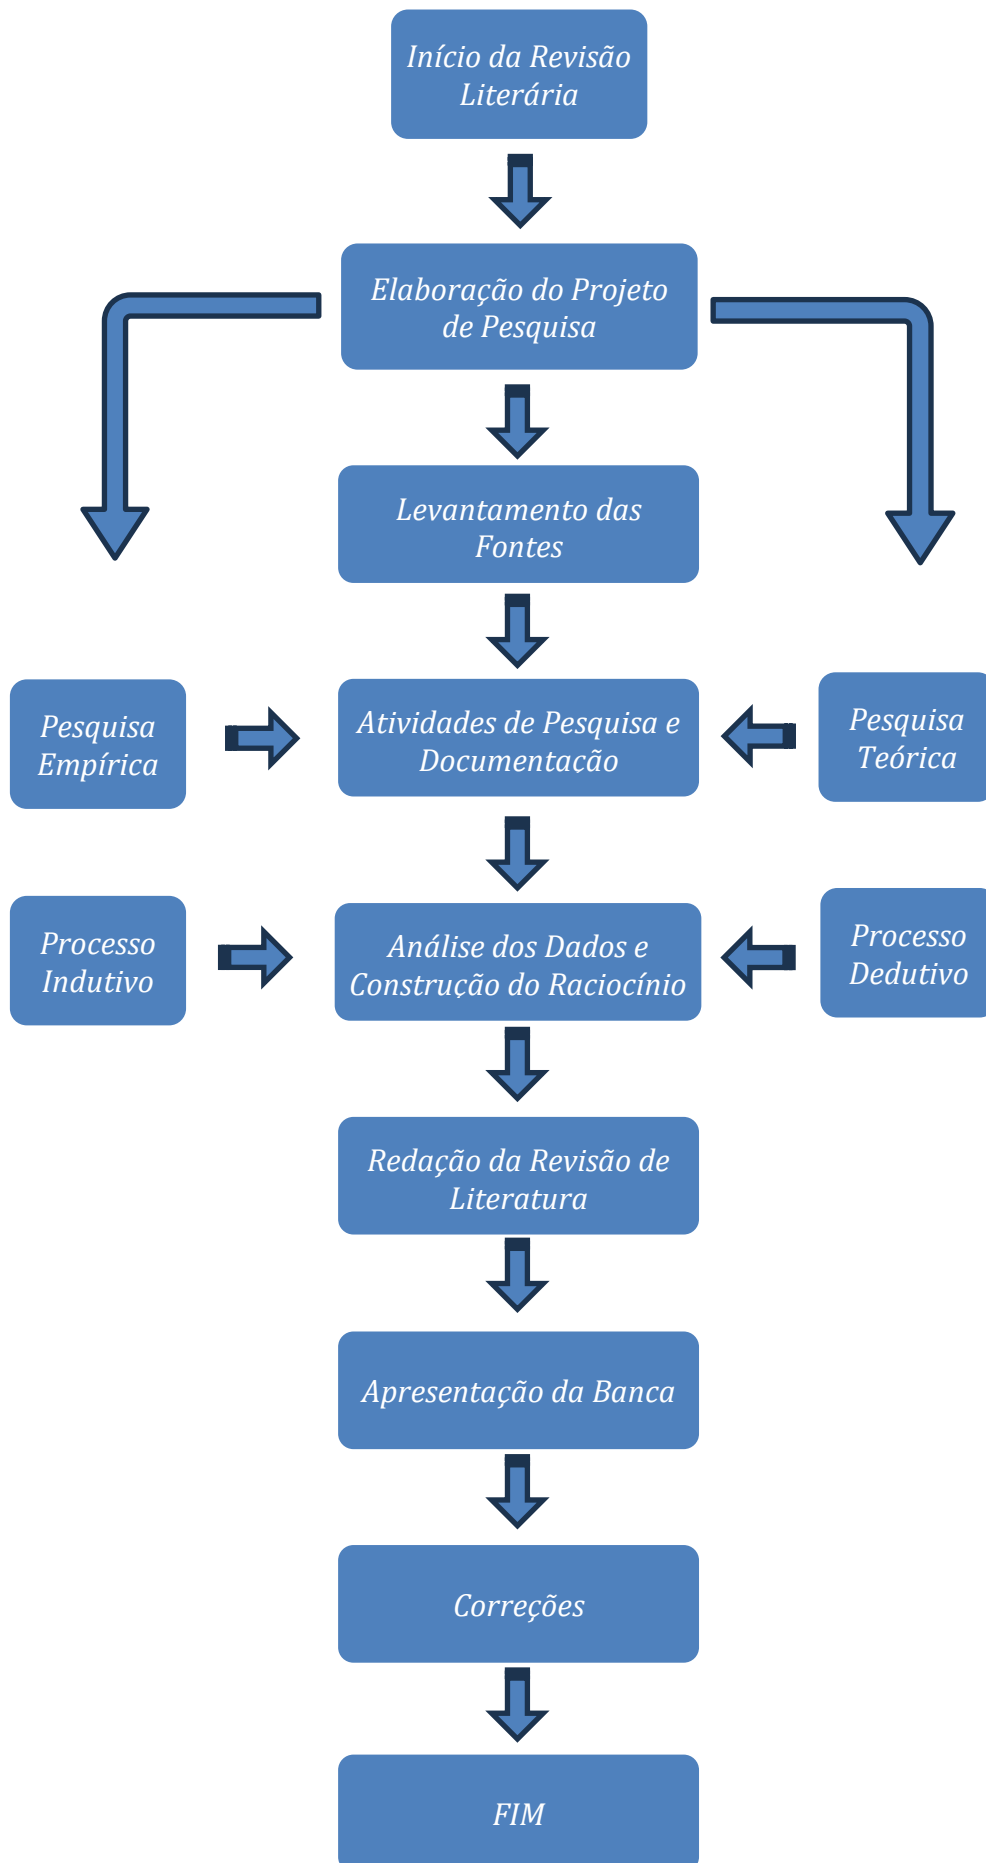 Início da Revisão
Literária
Elaboração do Projeto
de Pesquisa
Levantamento das
Fontes
Pesquisa
Empírica
Atividades de Pesquisa e
Documentação
Pesquisa
Teórica
Processo
Indutivo
Análise dos Dados e
Construção do Raciocínio
Processo
Dedutivo
Redação da Revisão de
Literatura
Apresentação da Banca
Correções
FIM